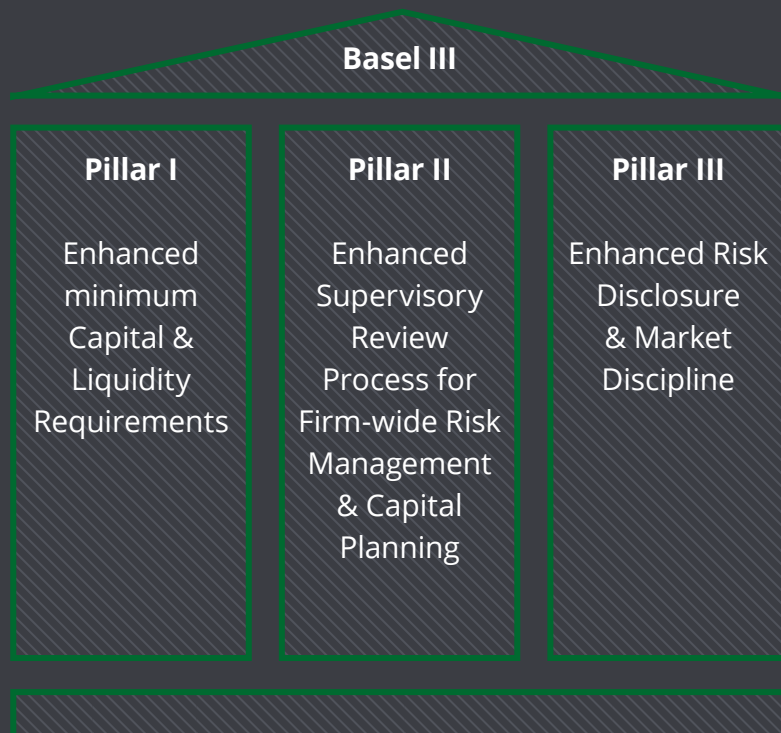 Basel III
Pillar I
Enhanced
minimum
Capital &
Liquidity
Requirements
Pillar II
Enhanced
Supervisory
Review
Process for
Firm-wide Risk
Management
& Capital
Planning
Pillar III
Enhanced Risk
Disclosure
& Market
Discipline